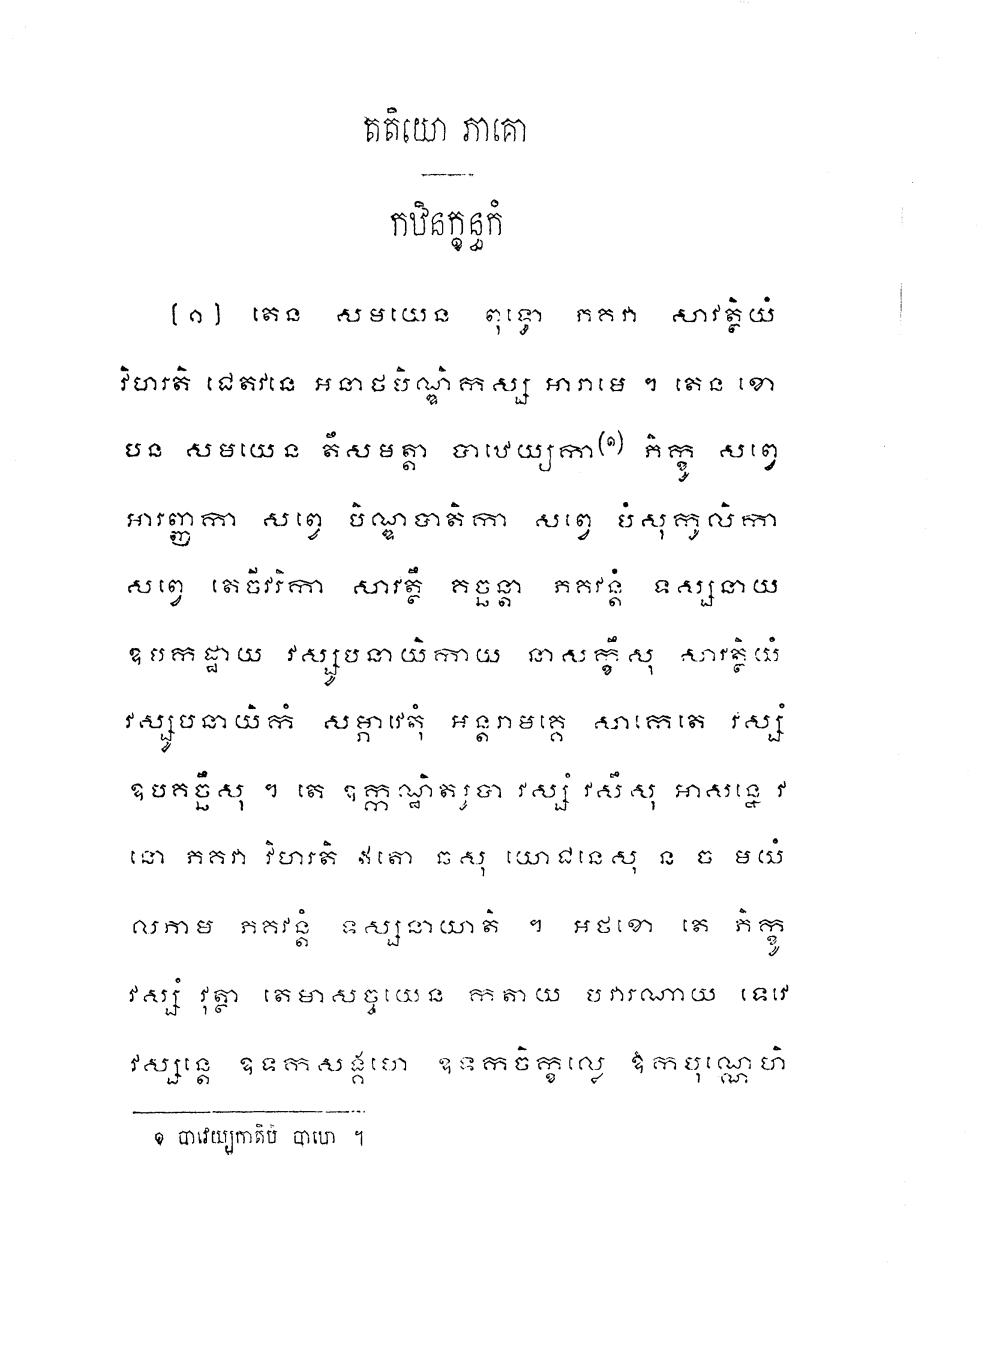 តតិយោ ភាគោ
កឋិនក្ខន្ធកំ
(១) តេន សមយេន ពុទ្ធោ ភគវា សាវត្ថិយំ
វិហរតិ ជេតវនេ អនាថបិណ្ឌិកស្ស អារាមេ ។ តេន ខោ
បន សមយេន តឹសមត្តា បាឋេយ្យកា(១) ភិក្ខូ សព្វេ
អារញ្ញកា សព្វេ បិណ្ឌបាតិកា សព្វេ បំសុកូលិកា
សព្វេ តេចីវរិកា សាវត្ថឹ គច្ឆន្តា ភគវន្តំ ទស្សនាយ
ឧបកដ្ឋាយ វស្សូបនាយិកាយ នាសក្ខឹសុ សាវត្ថិយំ
វស្សូបនាយិកំ សម្ភាវេតុំ អន្តរាមគ្គេ សាកេតេ វស្សំ
ឧបគច្ឆឹសុ ។ តេ ឧក្កណ្ឋិតរូបា វស្សំ វសឹសុ អាសន្នេ វ
នោ ភគវា វិហរតិ ឥតោ ឆសុ យោជនេសុ ន ច មយំ
លភាម ភគវន្តំ ទស្សនាយាតិ ។ អថខោ តេ ភិក្ខូ
វស្សំ វុត្ថា តេមាសច្ចយេន កតាយ បវារណាយ ទេវេ
វស្សន្តេ ឧទកសង្គហេ ឧទកចិក្ខល្លេ ឱកបុណ្ណេហិ
១ បាវេយ្យកាតិបិ បាឋោ ។